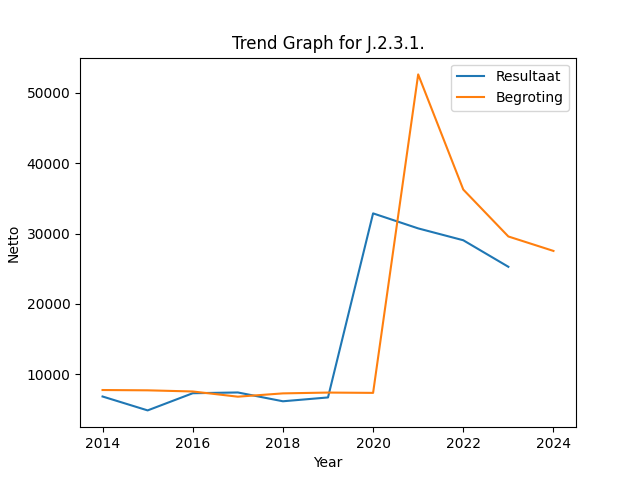 Trend Graph for J.2.3.1.
Resultaat
Begroting
50000
40000
30000
20000
10000
Netto
2014 2016 2018 2020 2022 2024
Year